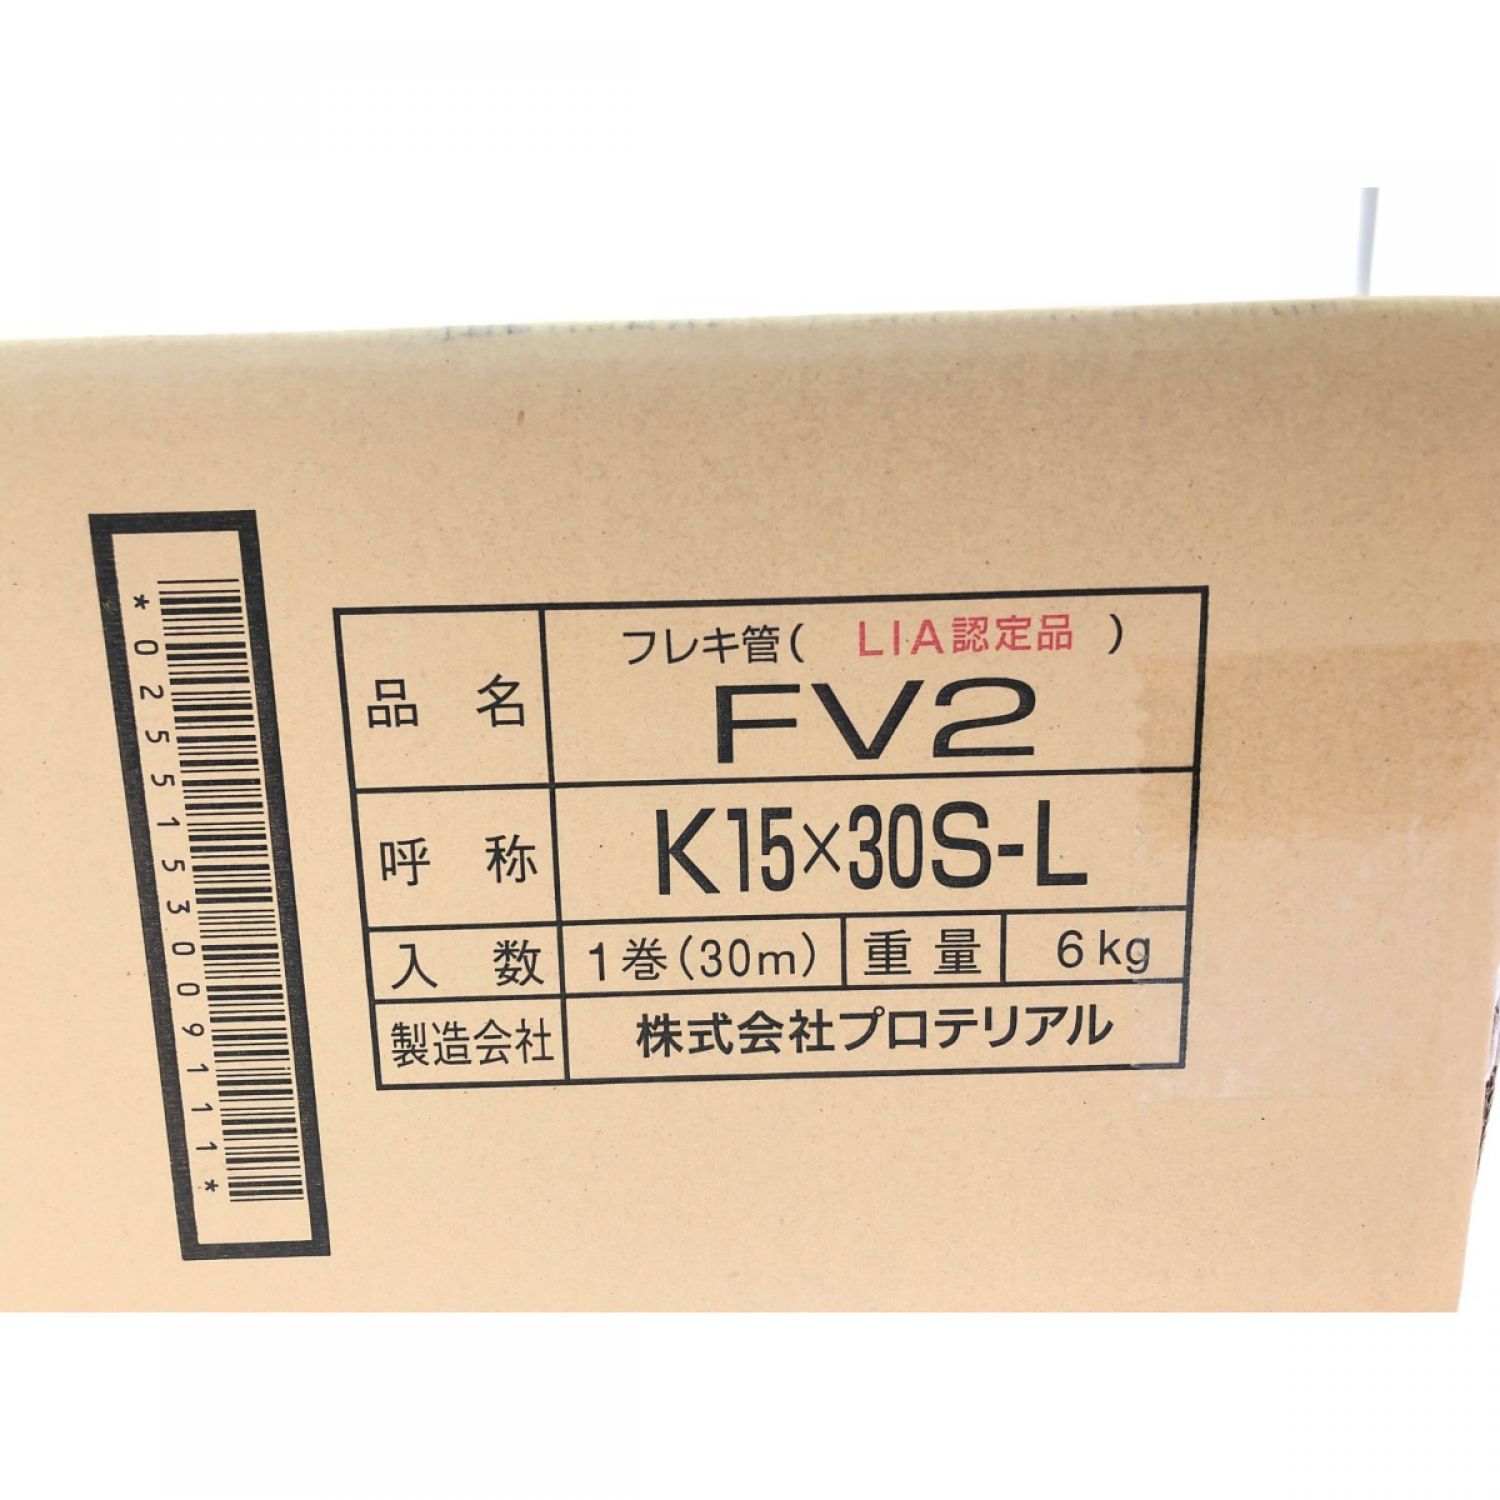 *0255153009111*
品名 フレキ管( LIA認定品 )
FV2
呼称 K15×30S-L
入数 1巻(30m) 重量 6kg
製造会社 株式会社プロテリアル